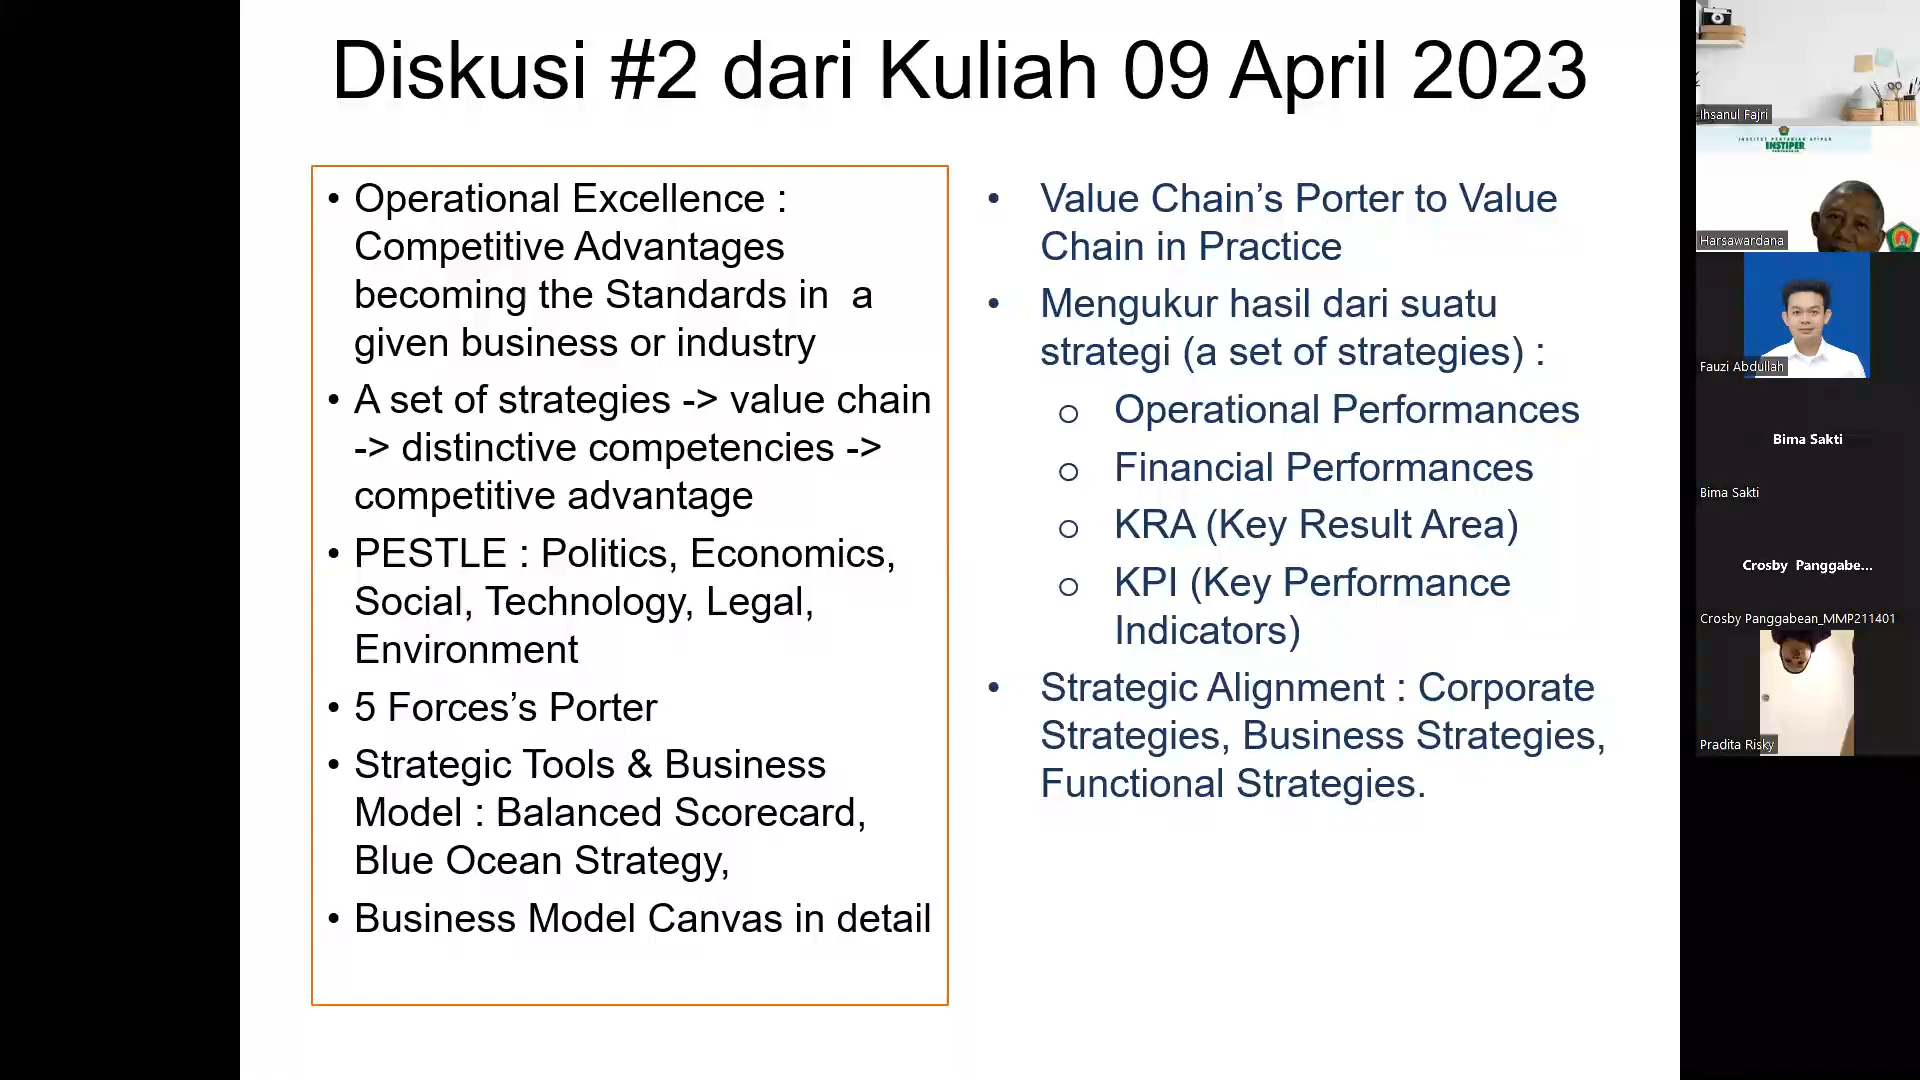 Diskusi #2 dari Kuliah 09 April 2023
• Operational Excellence :
Competitive Advantages
becoming the Standards in  a
given business or industry
• A set of strategies -> value chain
-> distinctive competencies ->
competitive advantage
• PESTLE : Politics, Economics,
Social, Technology, Legal,
Environment
• 5 Forces’s Porter
• Strategic Tools & Business
Model : Balanced Scorecard,
Blue Ocean Strategy,
• Business Model Canvas in detail
• Value Chain’s Porter to Value
Chain in Practice
• Mengukur hasil dari suatu
strategi (a set of strategies) :
o Operational Performances
o Financial Performances
o KRA (Key Result Area)
o KPI (Key Performance
Indicators)
• Strategic Alignment : Corporate
Strategies, Business Strategies,
Functional Strategies.
Ihsanul Fajri
INSTITUT PERTANIAN STIPER
INSTIPER
Harsawardana
Fauzi Abdullah
Bima Sakti
Bima Sakti
Crosby Panggabe...
Crosby Panggabean_MMP211401
Pradita Risky